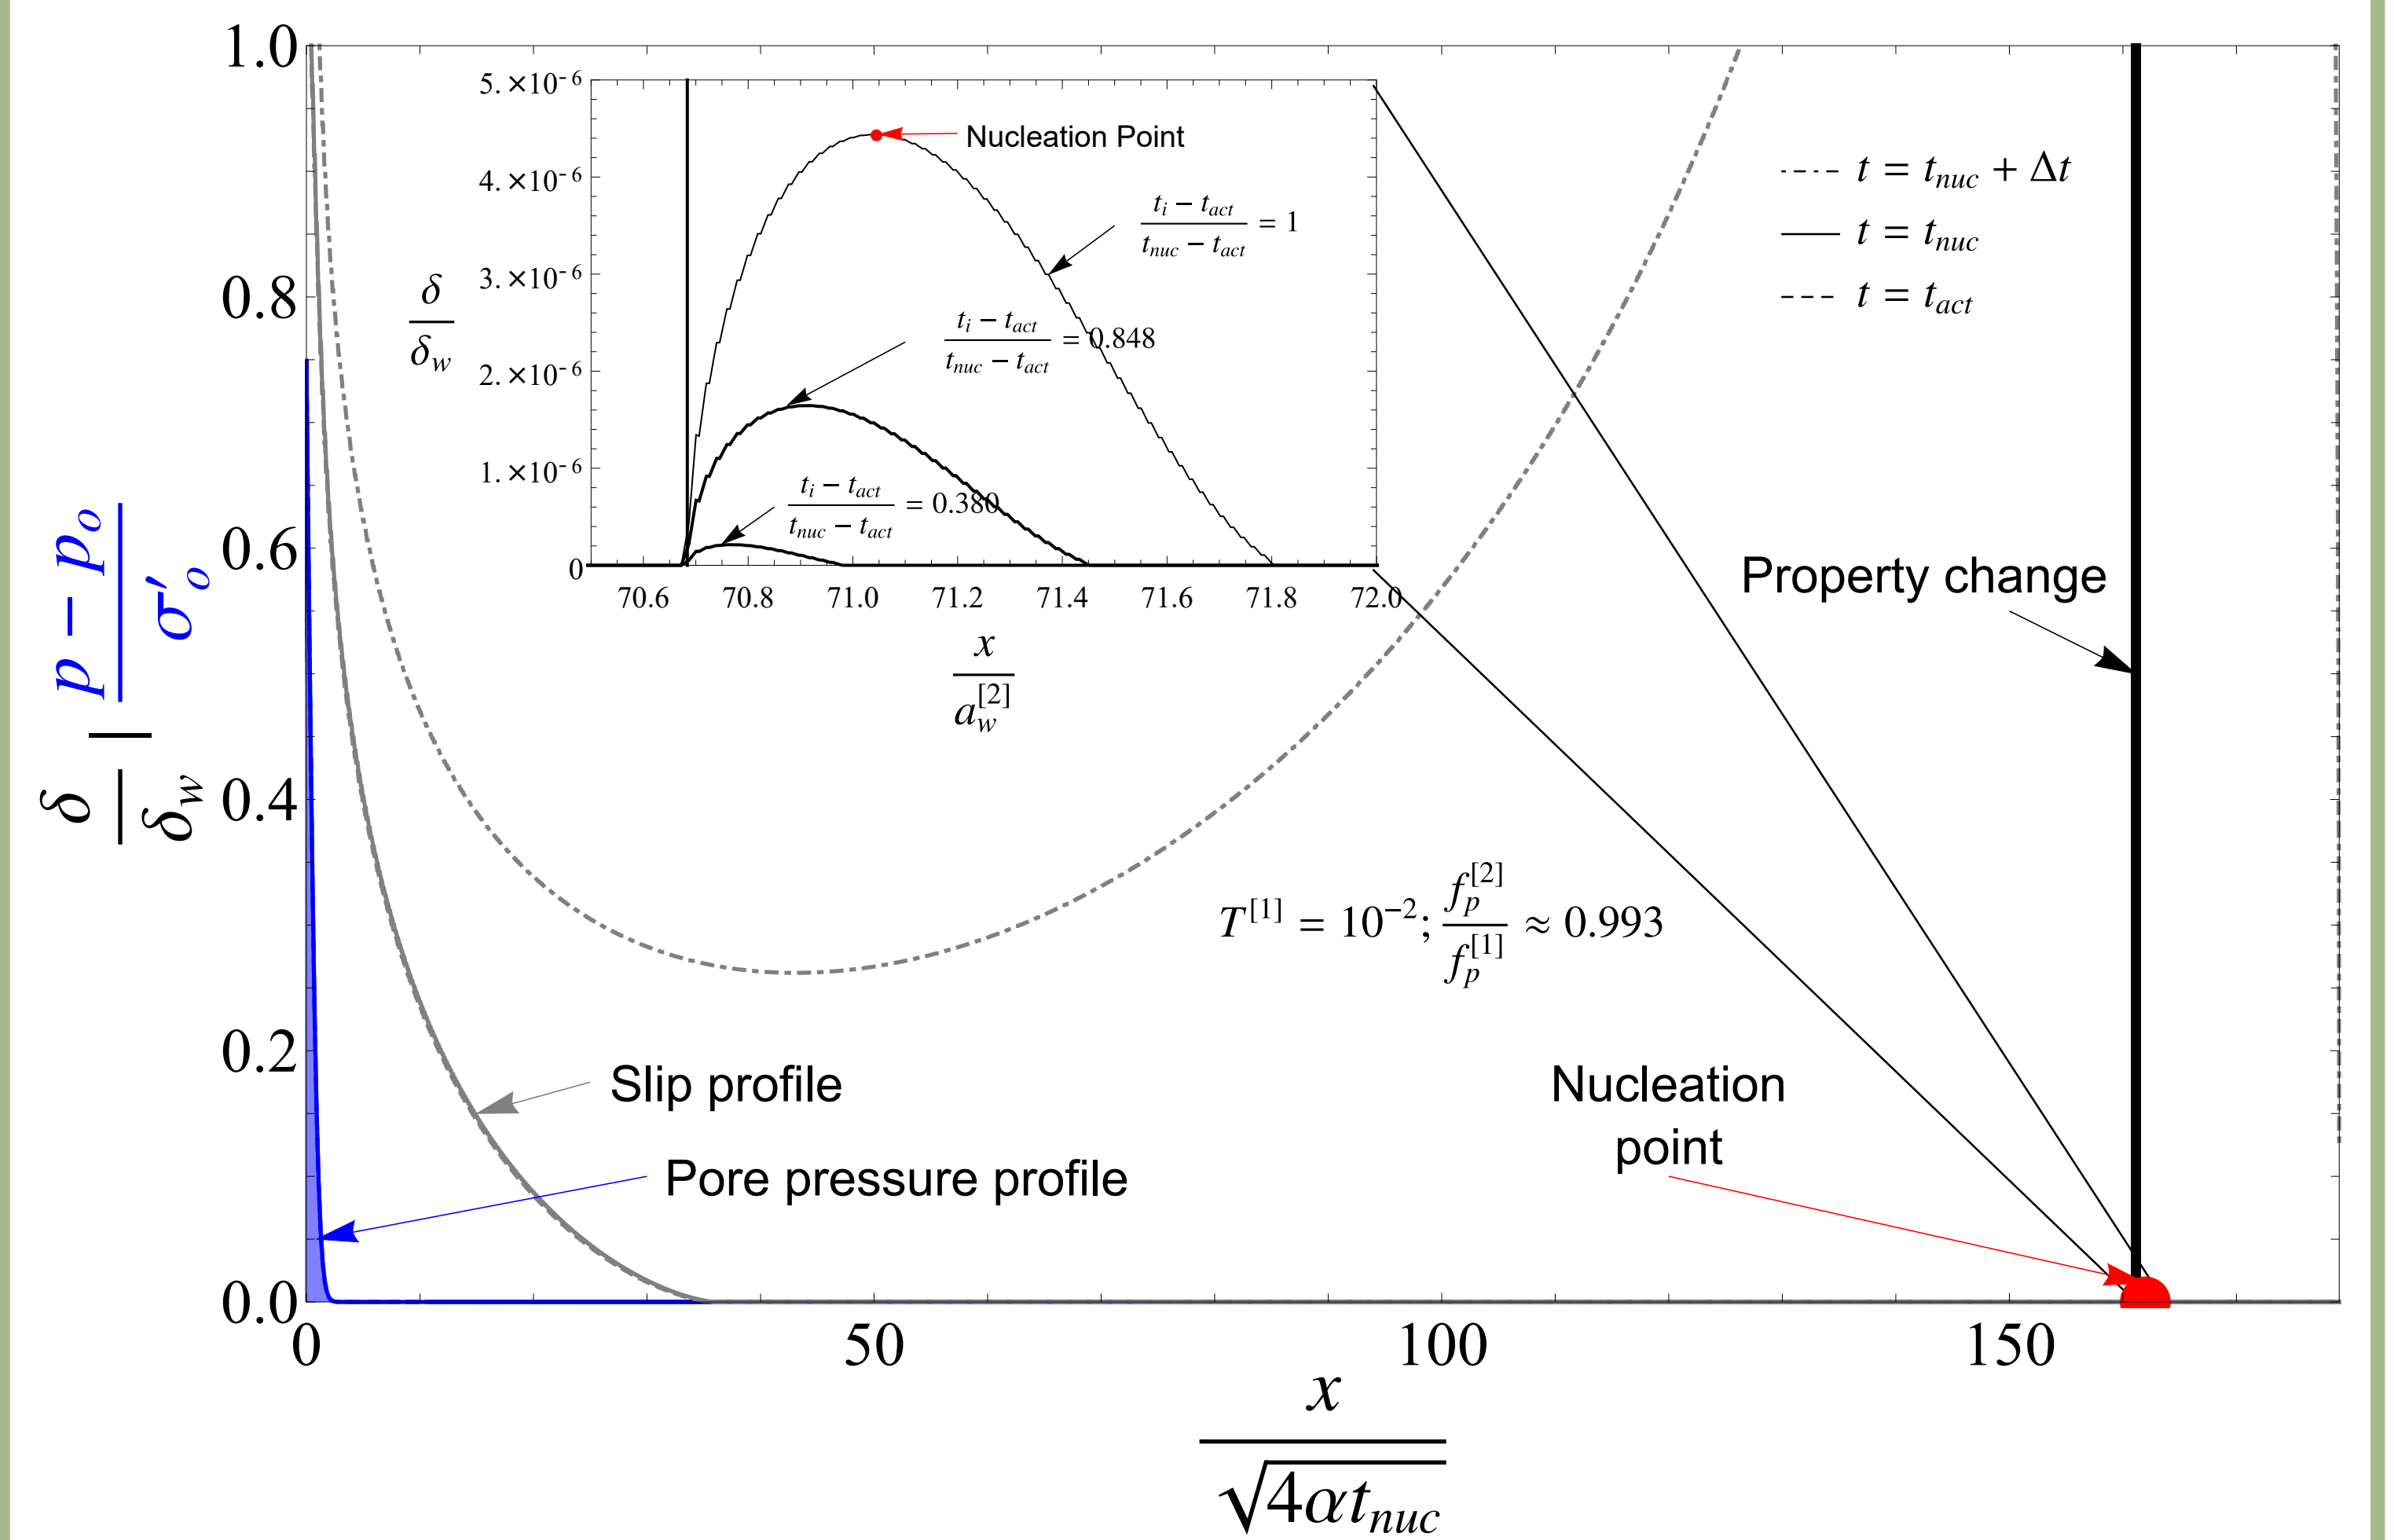 1.0
0.8
0.6
0.4
0.2
0.0
0
50
100
150
δ/δ_w | (p − p_o)/σ'_o
x/√(4αt_nuc)
5.×10^-6
4.×10^-6
3.×10^-6
2.×10^-6
1.×10^-6
0
70.6
70.8
71.0
71.2
71.4
71.6
71.8
72.0
δ/δ_w
x/a_w^[2]
Nucleation Point
(t_i − t_act)/(t_nuc − t_act) = 1
(t_i − t_act)/(t_nuc − t_act) = 0.848
(t_i − t_act)/(t_nuc − t_act) = 0.380
t = t_nuc + Δt
t = t_nuc
t = t_act
Property change
T^[1] = 10^−2; f_p^[2]/f_p^[1] ≈ 0.993
Slip profile
Pore pressure profile
Nucleation
point